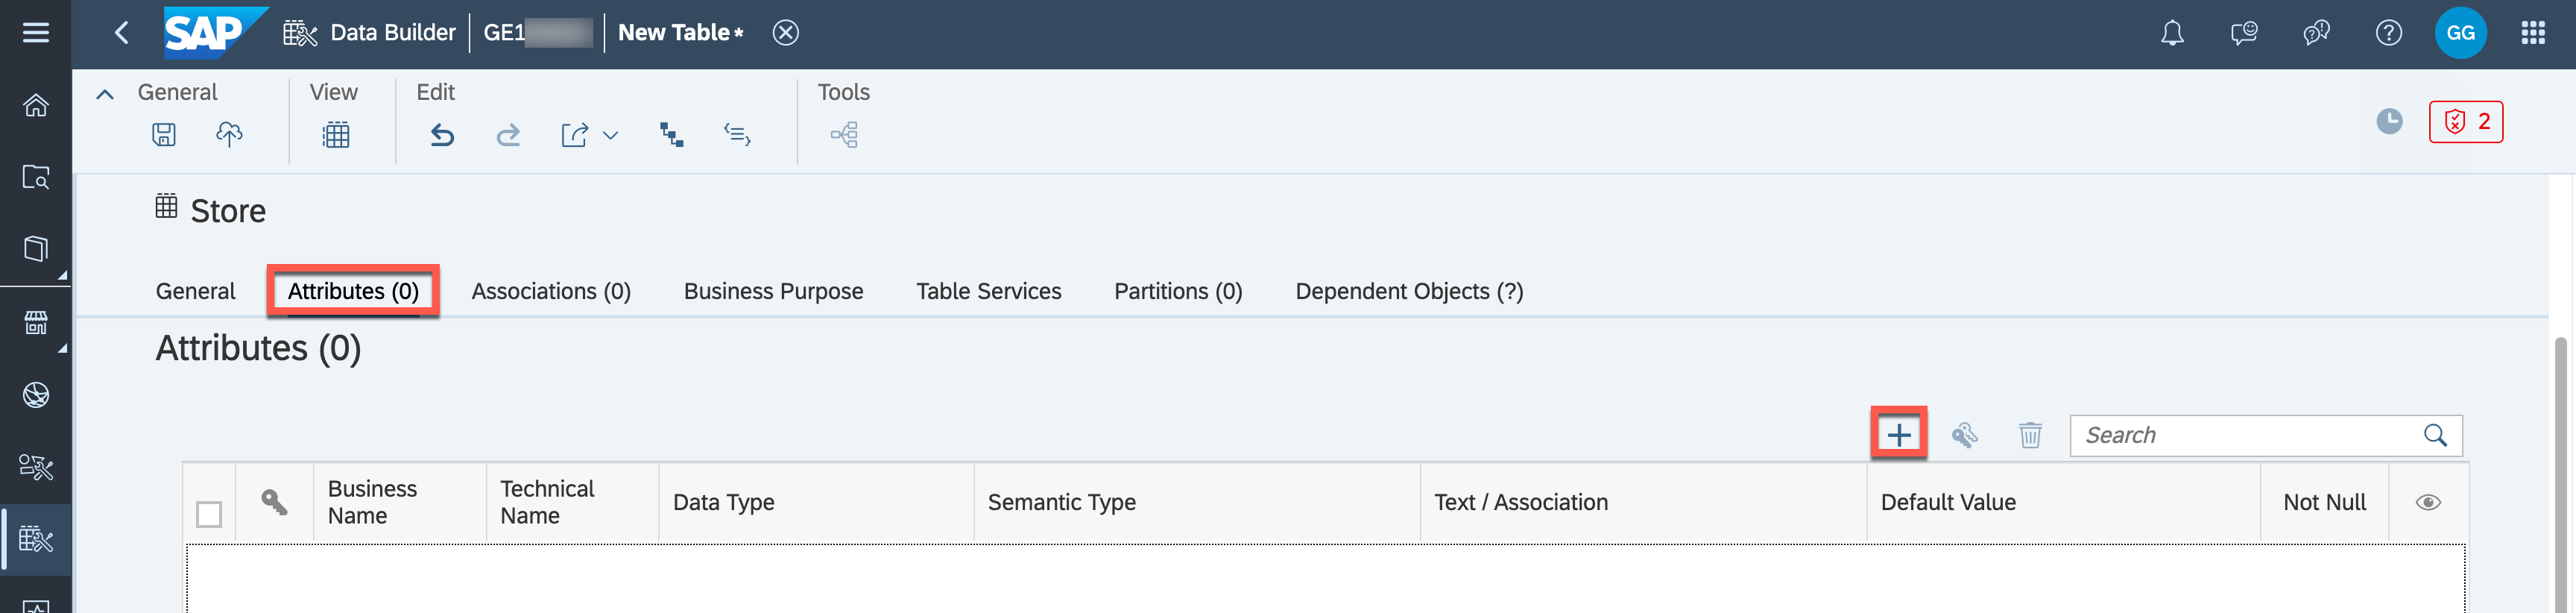 SAP Data Builder GE1 New Table * GG
General View Edit Tools
2
Store
General Attributes (0) Associations (0) Business Purpose Table Services Partitions (0) Dependent Objects (?)
Attributes (0)
Search
Business Name Technical Name Data Type Semantic Type Text / Association Default Value Not Null